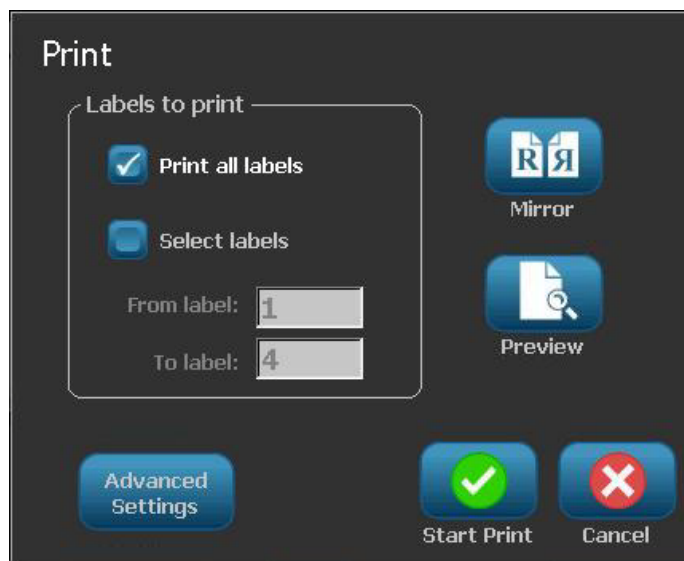 Print
Labels to print
Print all labels
Select labels
From label: 1
To label: 4
R Я
Mirror
Preview
Advanced
Settings
Start Print
Cancel